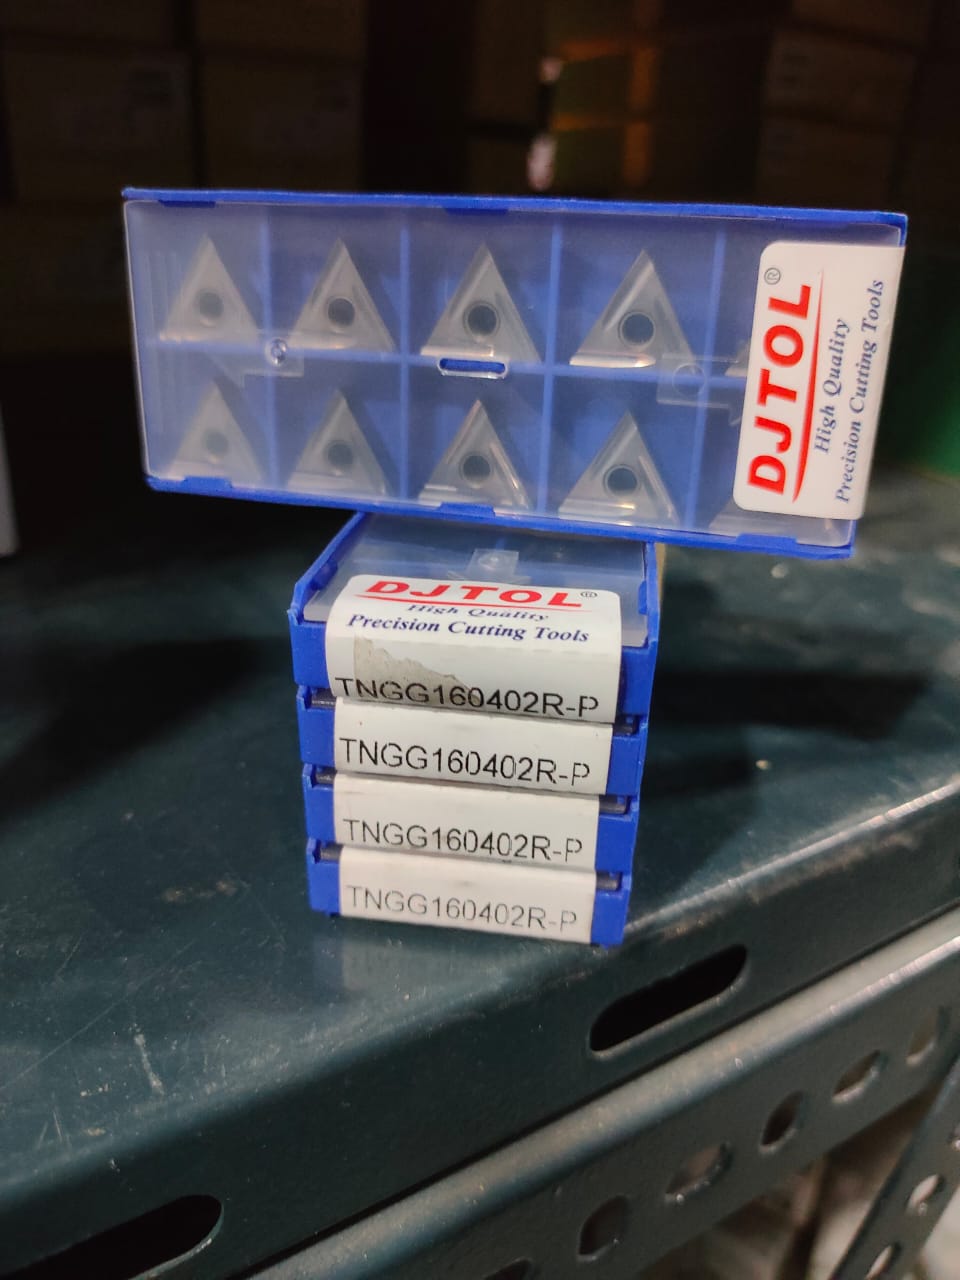 DJTOL®
High Quality
Precision Cutting Tools
DJTOL®
High Quality
Precision Cutting Tools
TNGG160402R-P
TNGG160402R-P
TNGG160402R-P
TNGG160402R-P